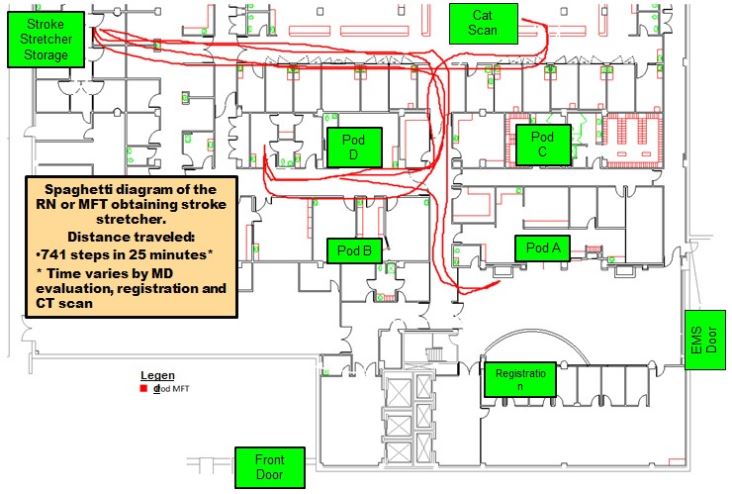 Stroke
Stretcher
Storage
Cat
Scan
Pod
D
Pod
C
Spaghetti diagram of the
RN or MFT obtaining stroke
stretcher.
Distance traveled:
•741 steps in 25 minutes*
* Time varies by MD
evaluation, registration and
CT scan
Pod B
Pod A
EMS
Door
Legen
d
Pod MFT
Registratio
n
Front
Door